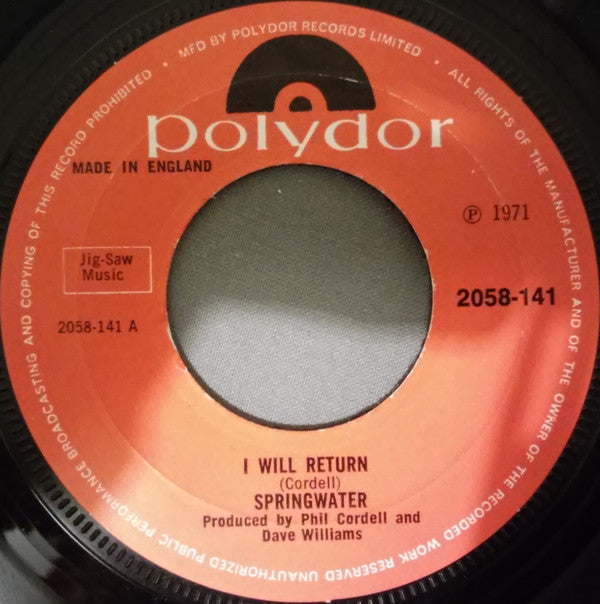 · MFD BY POLYDOR RECORDS LIMITED · ALL RIGHTS OF THE MANUFACTURER AND OF THE OWNER OF THE RECORDED WORK RESERVED UNAUTHORIZED PUBLIC PERFORMANCE BROADCASTING AND COPYING OF THIS RECORD PROHIBITED
polydor
MADE IN ENGLAND
℗ 1971
Jig-Saw
Music
2058-141
2058-141 A
I WILL RETURN
(Cordell)
SPRINGWATER
Produced by Phil Cordell and
Dave Williams